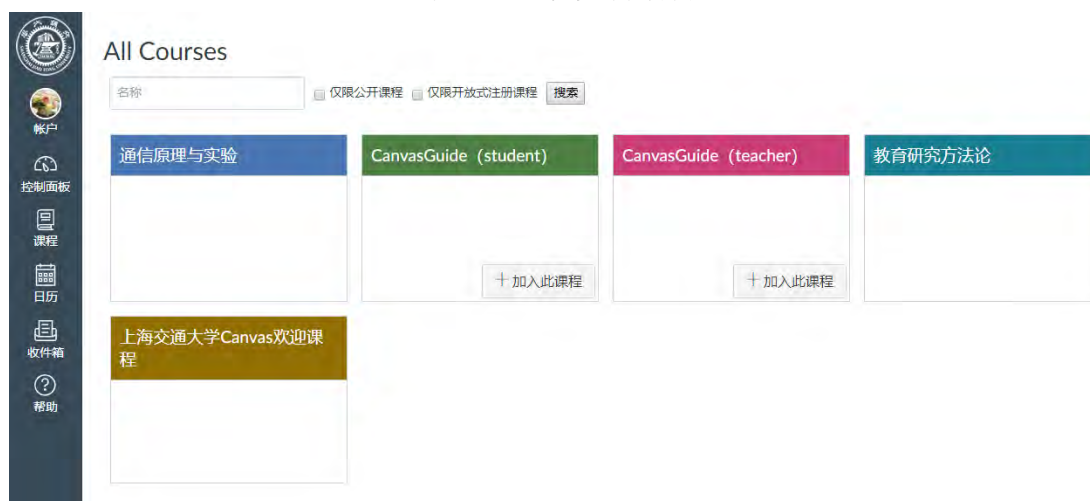 All Courses
名称
仅限公开课程 仅限开放式注册课程 搜索
帐户
控制面板
课程
日历
收件箱
帮助
通信原理与实验
CanvasGuide (student)
+ 加入此课程
CanvasGuide (teacher)
+ 加入此课程
教育研究方法论
上海交通大学Canvas欢迎课
程